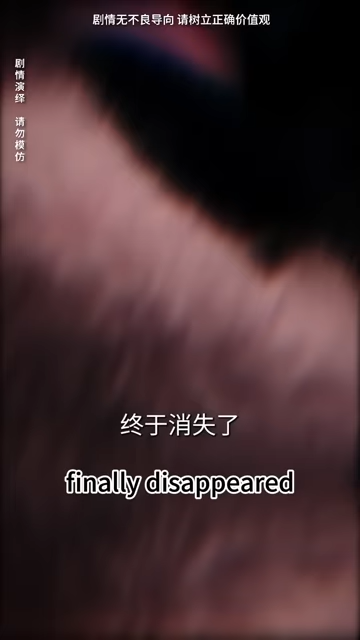 剧情无不良导向 请树立正确价值观
剧情演绎 请勿模仿
终于消失了
finally disappeared